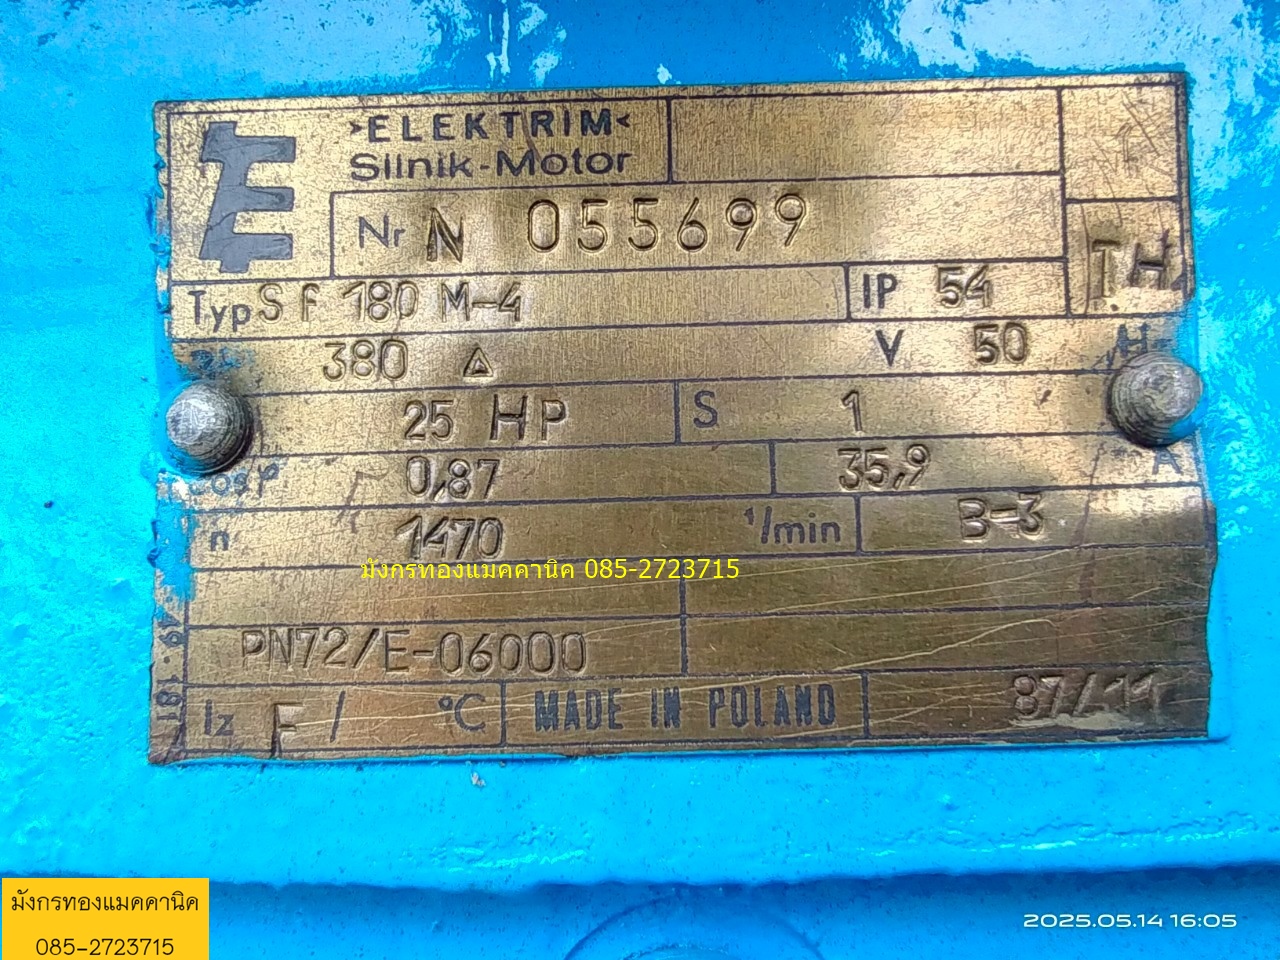 E
>ELEKTRIM<
Silnik-Motor
Nr N 055699
Typ Sf 180 M-4 IP 54 TH
380 △ V 50 H
25 HP S 1
cosφ 0,87 35,9 A
n 1470 1/min B-3
มังกรทองแมคคานิค 085-2723715
PN72/E-06000
Iz F / °C MADE IN POLAND 87/411
มังกรทองแมคคานิค
085-2723715
2025.05.14 16:05